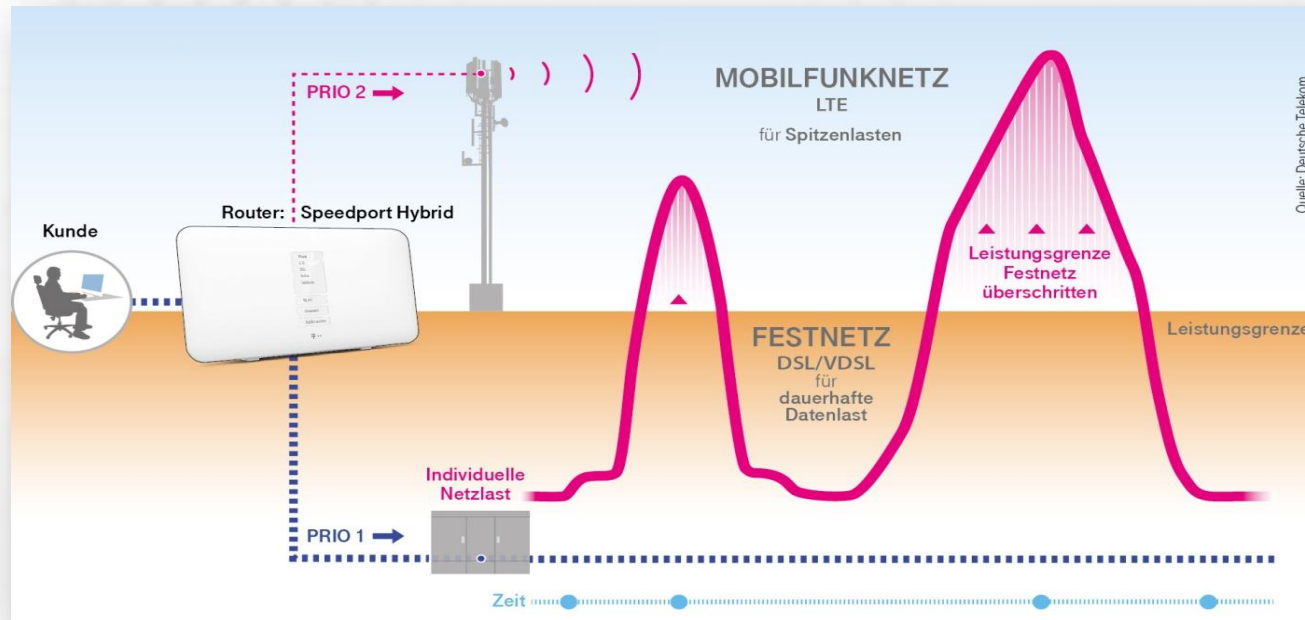 PRIO 2
MOBILFUNKNETZ
LTE
für Spitzenlasten
Quelle: Deutsche Telekom
Router: Speedport Hybrid
Kunde
Leistungsgrenze
Festnetz
überschritten
FESTNETZ
DSL/VDSL
für
dauerhafte
Datenlast
Leistungsgrenze
Individuelle
Netzlast
PRIO 1
Zeit